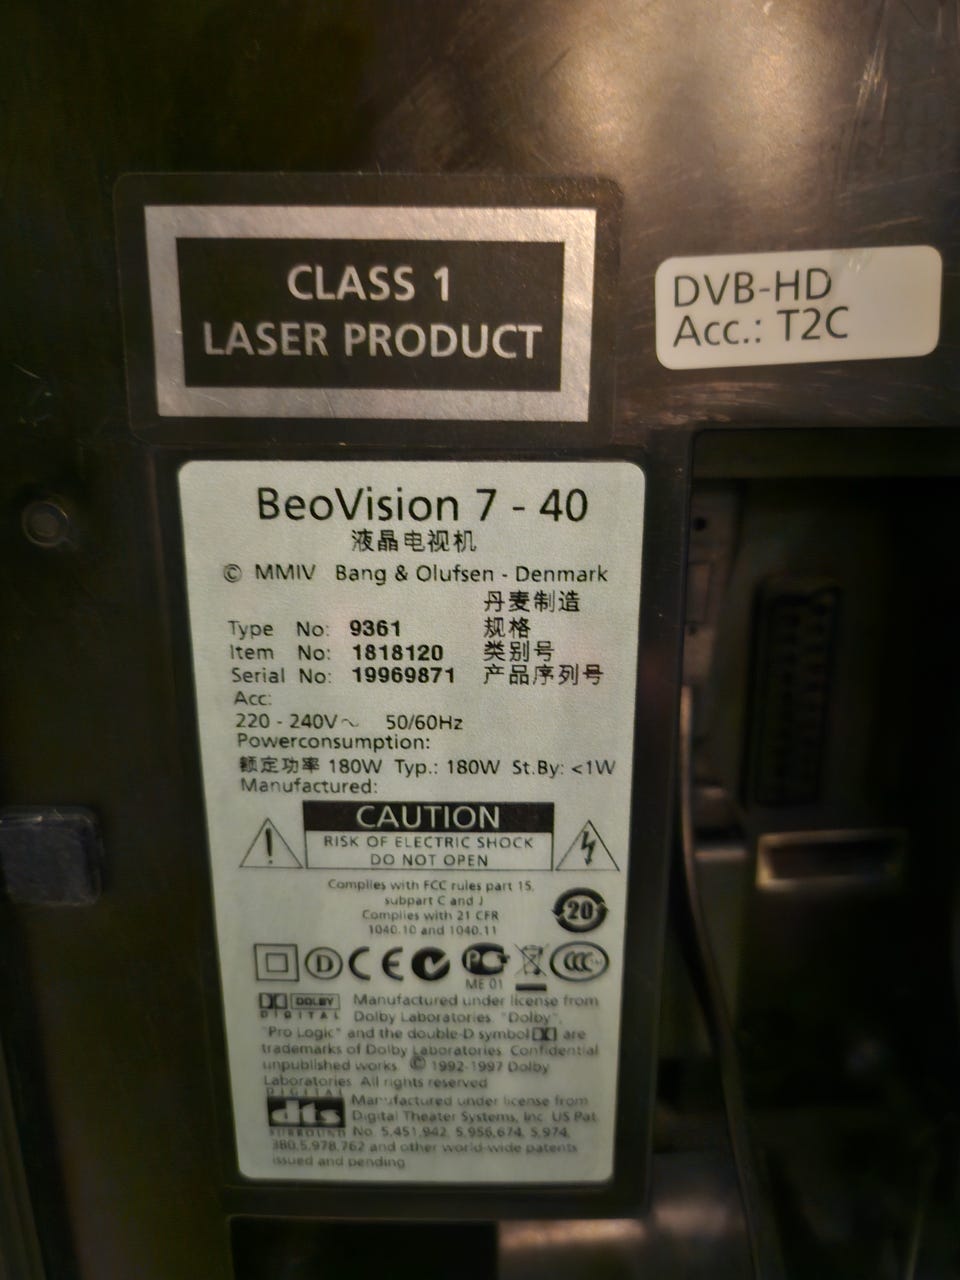 CLASS 1
LASER PRODUCT
DVB-HD
Acc.: T2C
BeoVision 7 - 40
液晶电视机
© MMIV Bang & Olufsen - Denmark
丹麦制造
Type No: 9361 规格
Item No: 1818120 类别号
Serial No: 19969871 产品序列号
Acc:
220 - 240V~ 50/60Hz
Powerconsumption:
额定功率 180W Typ.: 180W St.By: <1W
Manufactured:
CAUTION
RISK OF ELECTRIC SHOCK
DO NOT OPEN
Complies with FCC rules part 15,
subpart C and J
Complies with 21 CFR
1040.10 and 1040.11
20
D CE PC CCC
ME 01
DOLBY
DIGITAL
Manufactured under license from
Dolby Laboratories. "Dolby",
"Pro Logic" and the double-D symbol are
trademarks of Dolby Laboratories. Confidential
unpublished works. © 1992-1997 Dolby
Laboratories. All rights reserved
DIGITAL
dts
SURROUND
Manufactured under license from
Digital Theater Systems, Inc. US Pat.
No. 5,451,942, 5,956,674, 5,974,
380,5,978,762 and other world-wide patents
issued and pending